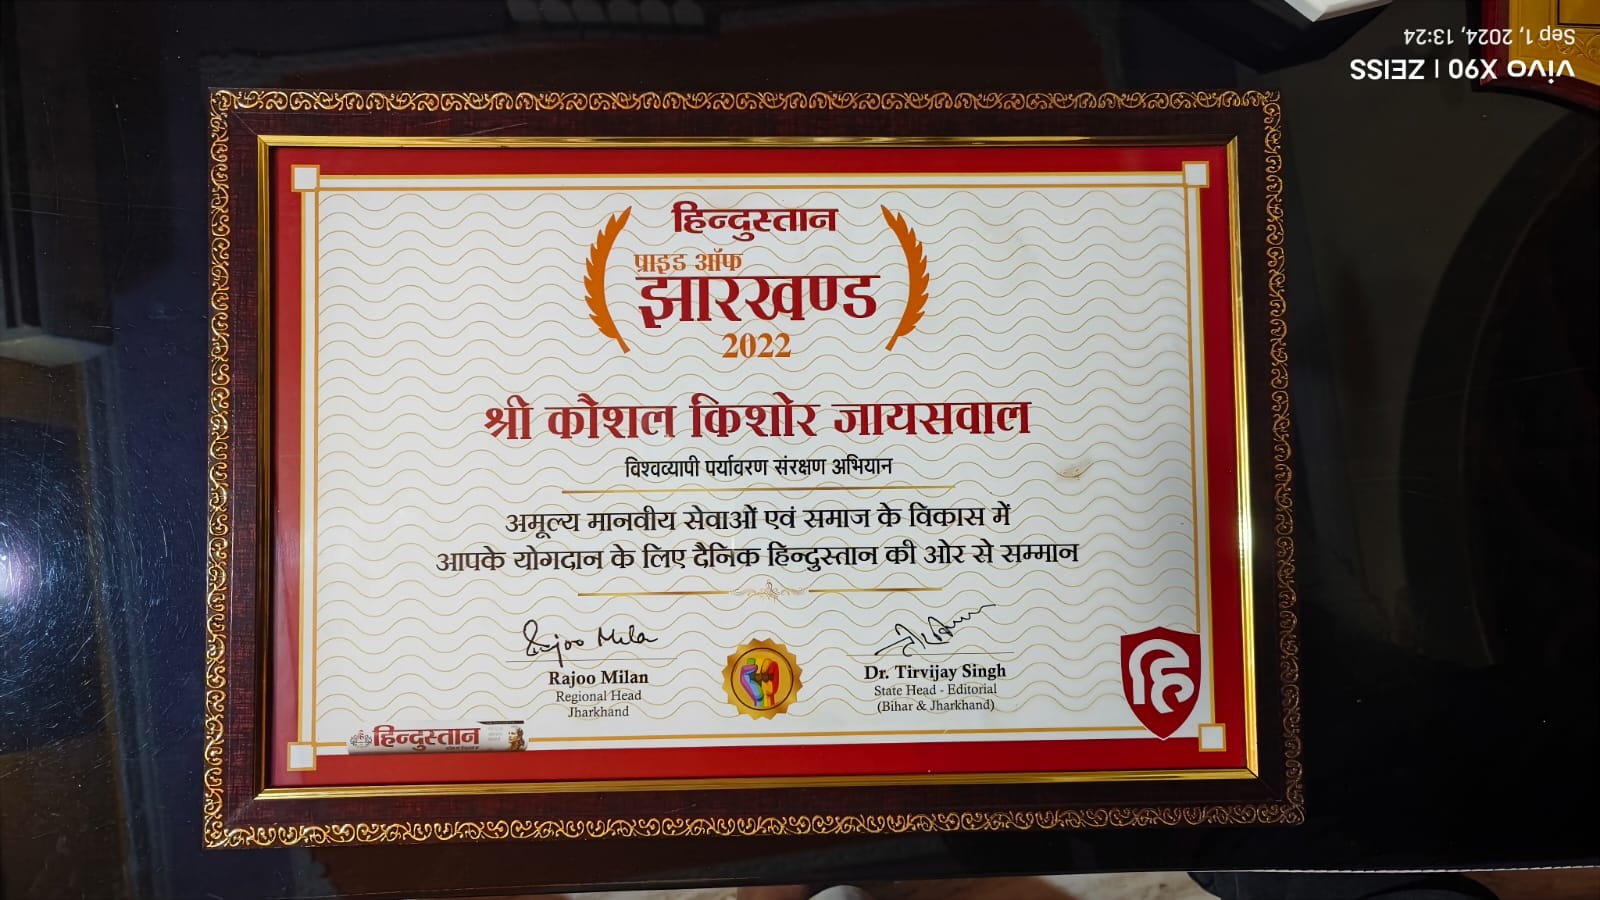 Sep 1, 2024, 13:24
vivo X90 | ZEISS
हिन्दुस्तान
प्राइड ऑफ
झारखण्ड
2022
श्री कौशल किशोर जायसवाल
विश्वव्यापी पर्यावरण संरक्षण अभियान
अमूल्य मानवीय सेवाओं एवं समाज के विकास में
आपके योगदान के लिए दैनिक हिन्दुस्तान की ओर से सम्मान
Rajoo Milan
Rajoo Milan
Regional Head
Jharkhand
Dr. Tirvijay Singh
State Head - Editorial
(Bihar & Jharkhand)
हि
हिन्दुस्तान